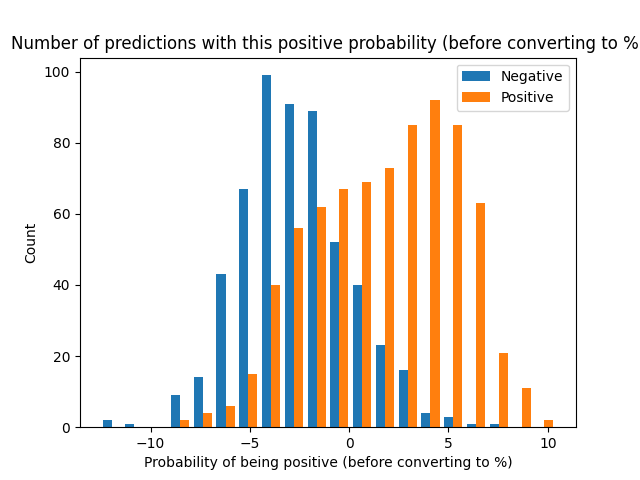 Number of predictions with this positive probability (before converting to %
Negative
Positive
100
80
60
40
20
0
Count
−10
−5
0
5
10
Probability of being positive (before converting to %)